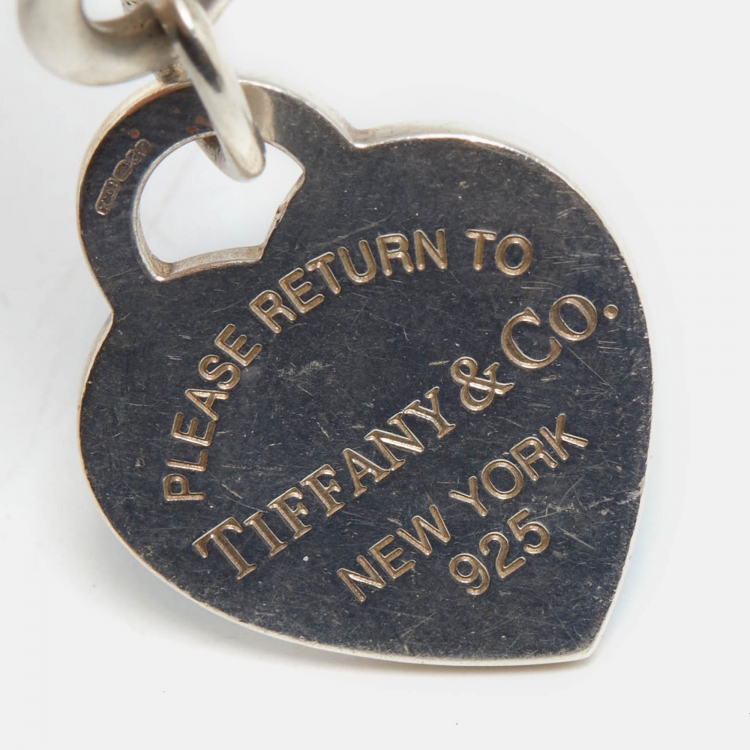 PLEASE RETURN TO
TIFFANY & CO.
NEW YORK
925